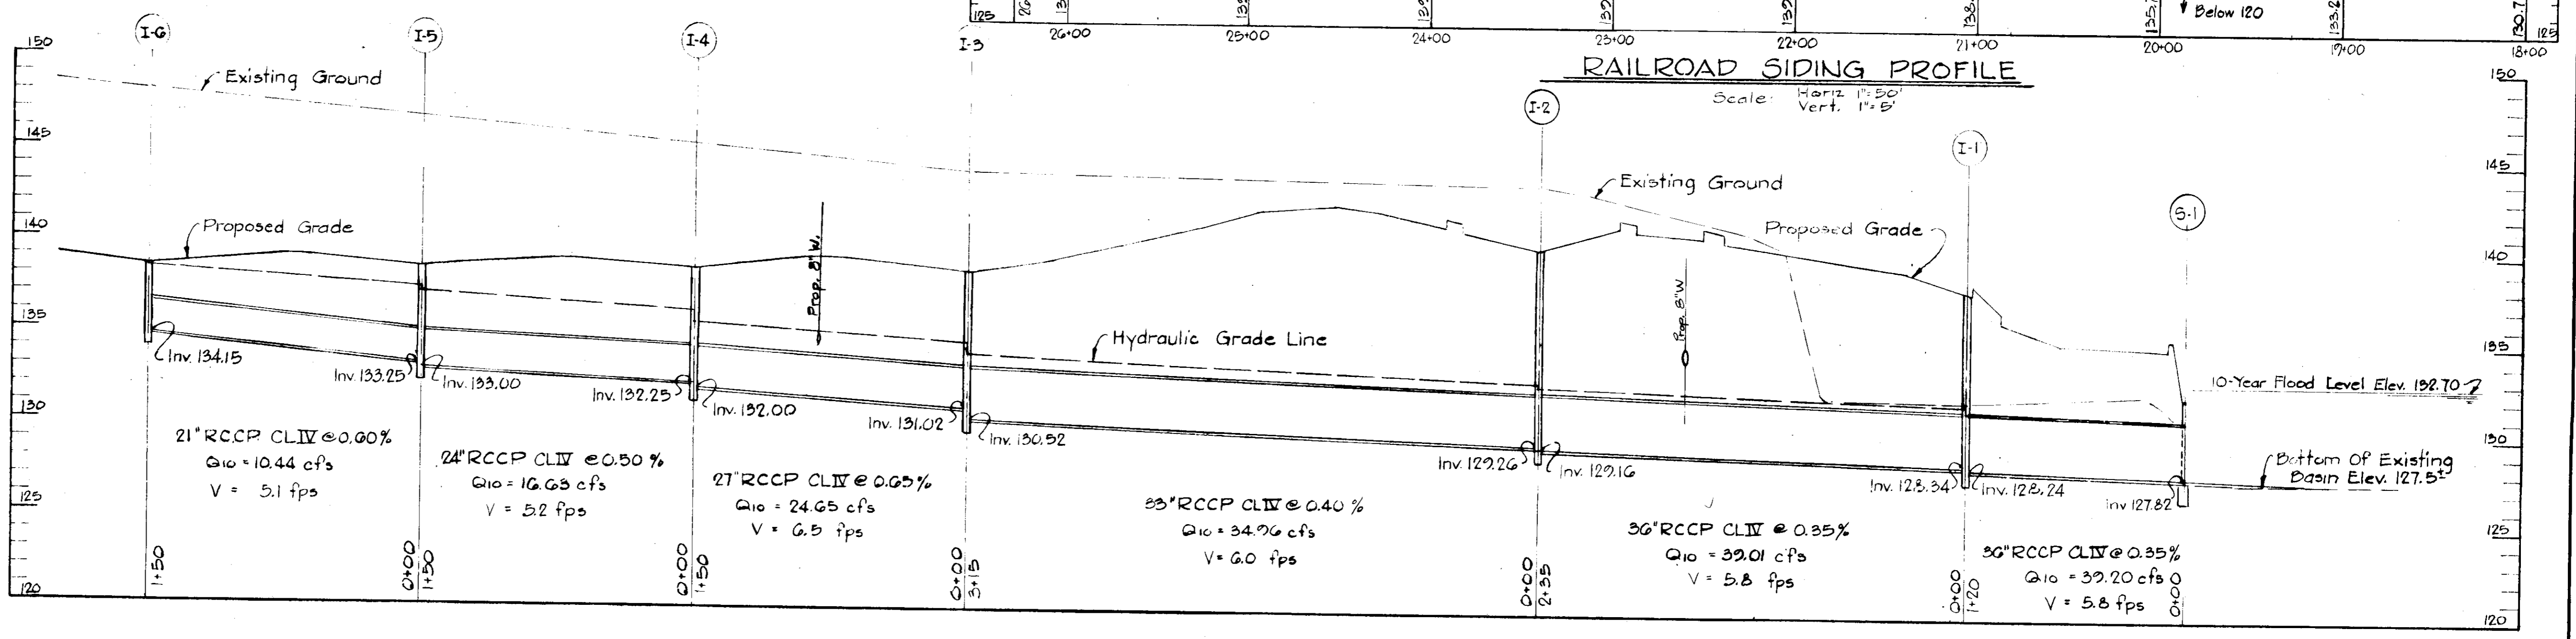 125
26+00
25+00
24+00
23+00
22+00
21+00
20+00
19+00
18+00
Below 120
125
RAILROAD SIDING PROFILE
Scale: Horiz 1"=50'
Vert. 1"=5'
I-6
I-5
I-4
I-3
I-2
I-1
S-1
150
145
140
135
130
125
120
150
145
140
135
130
125
120
Existing Ground
Proposed Grade
Prop. 8" W.
Hydraulic Grade Line
Existing Ground
Proposed Grade
Prop. 8" W
10-Year Flood Level Elev. 132.70
Bottom Of Existing
Basin Elev. 127.5±
Inv. 134.15
Inv. 133.25
Inv. 133.00
Inv. 132.25
Inv. 132.00
Inv. 131.02
Inv. 130.52
Inv. 129.26
Inv. 129.16
Inv. 128.34
Inv. 128.24
inv 127.82
21" RCCP CL IV @ 0.60%
Q10 = 10.44 cfs
V = 5.1 fps
24" RCCP CL IV @ 0.50 %
Q10 = 16.63 cfs
V = 5.2 fps
27" RCCP CL IV @ 0.65%
Q10 = 24.65 cfs
V = 6.5 fps
33" RCCP CL IV @ 0.40 %
Q10 = 34.96 cfs
V = 6.0 fps
36" RCCP CL IV @ 0.35%
Q10 = 39.01 cfs
V = 5.8 fps
36" RCCP CL IV @ 0.35%
Q10 = 39.20 cfs
V = 5.8 fps
1+50
0+00
1+50
0+00
1+50
0+00
3+15
0+00
2+35
0+00
1+20
0+00